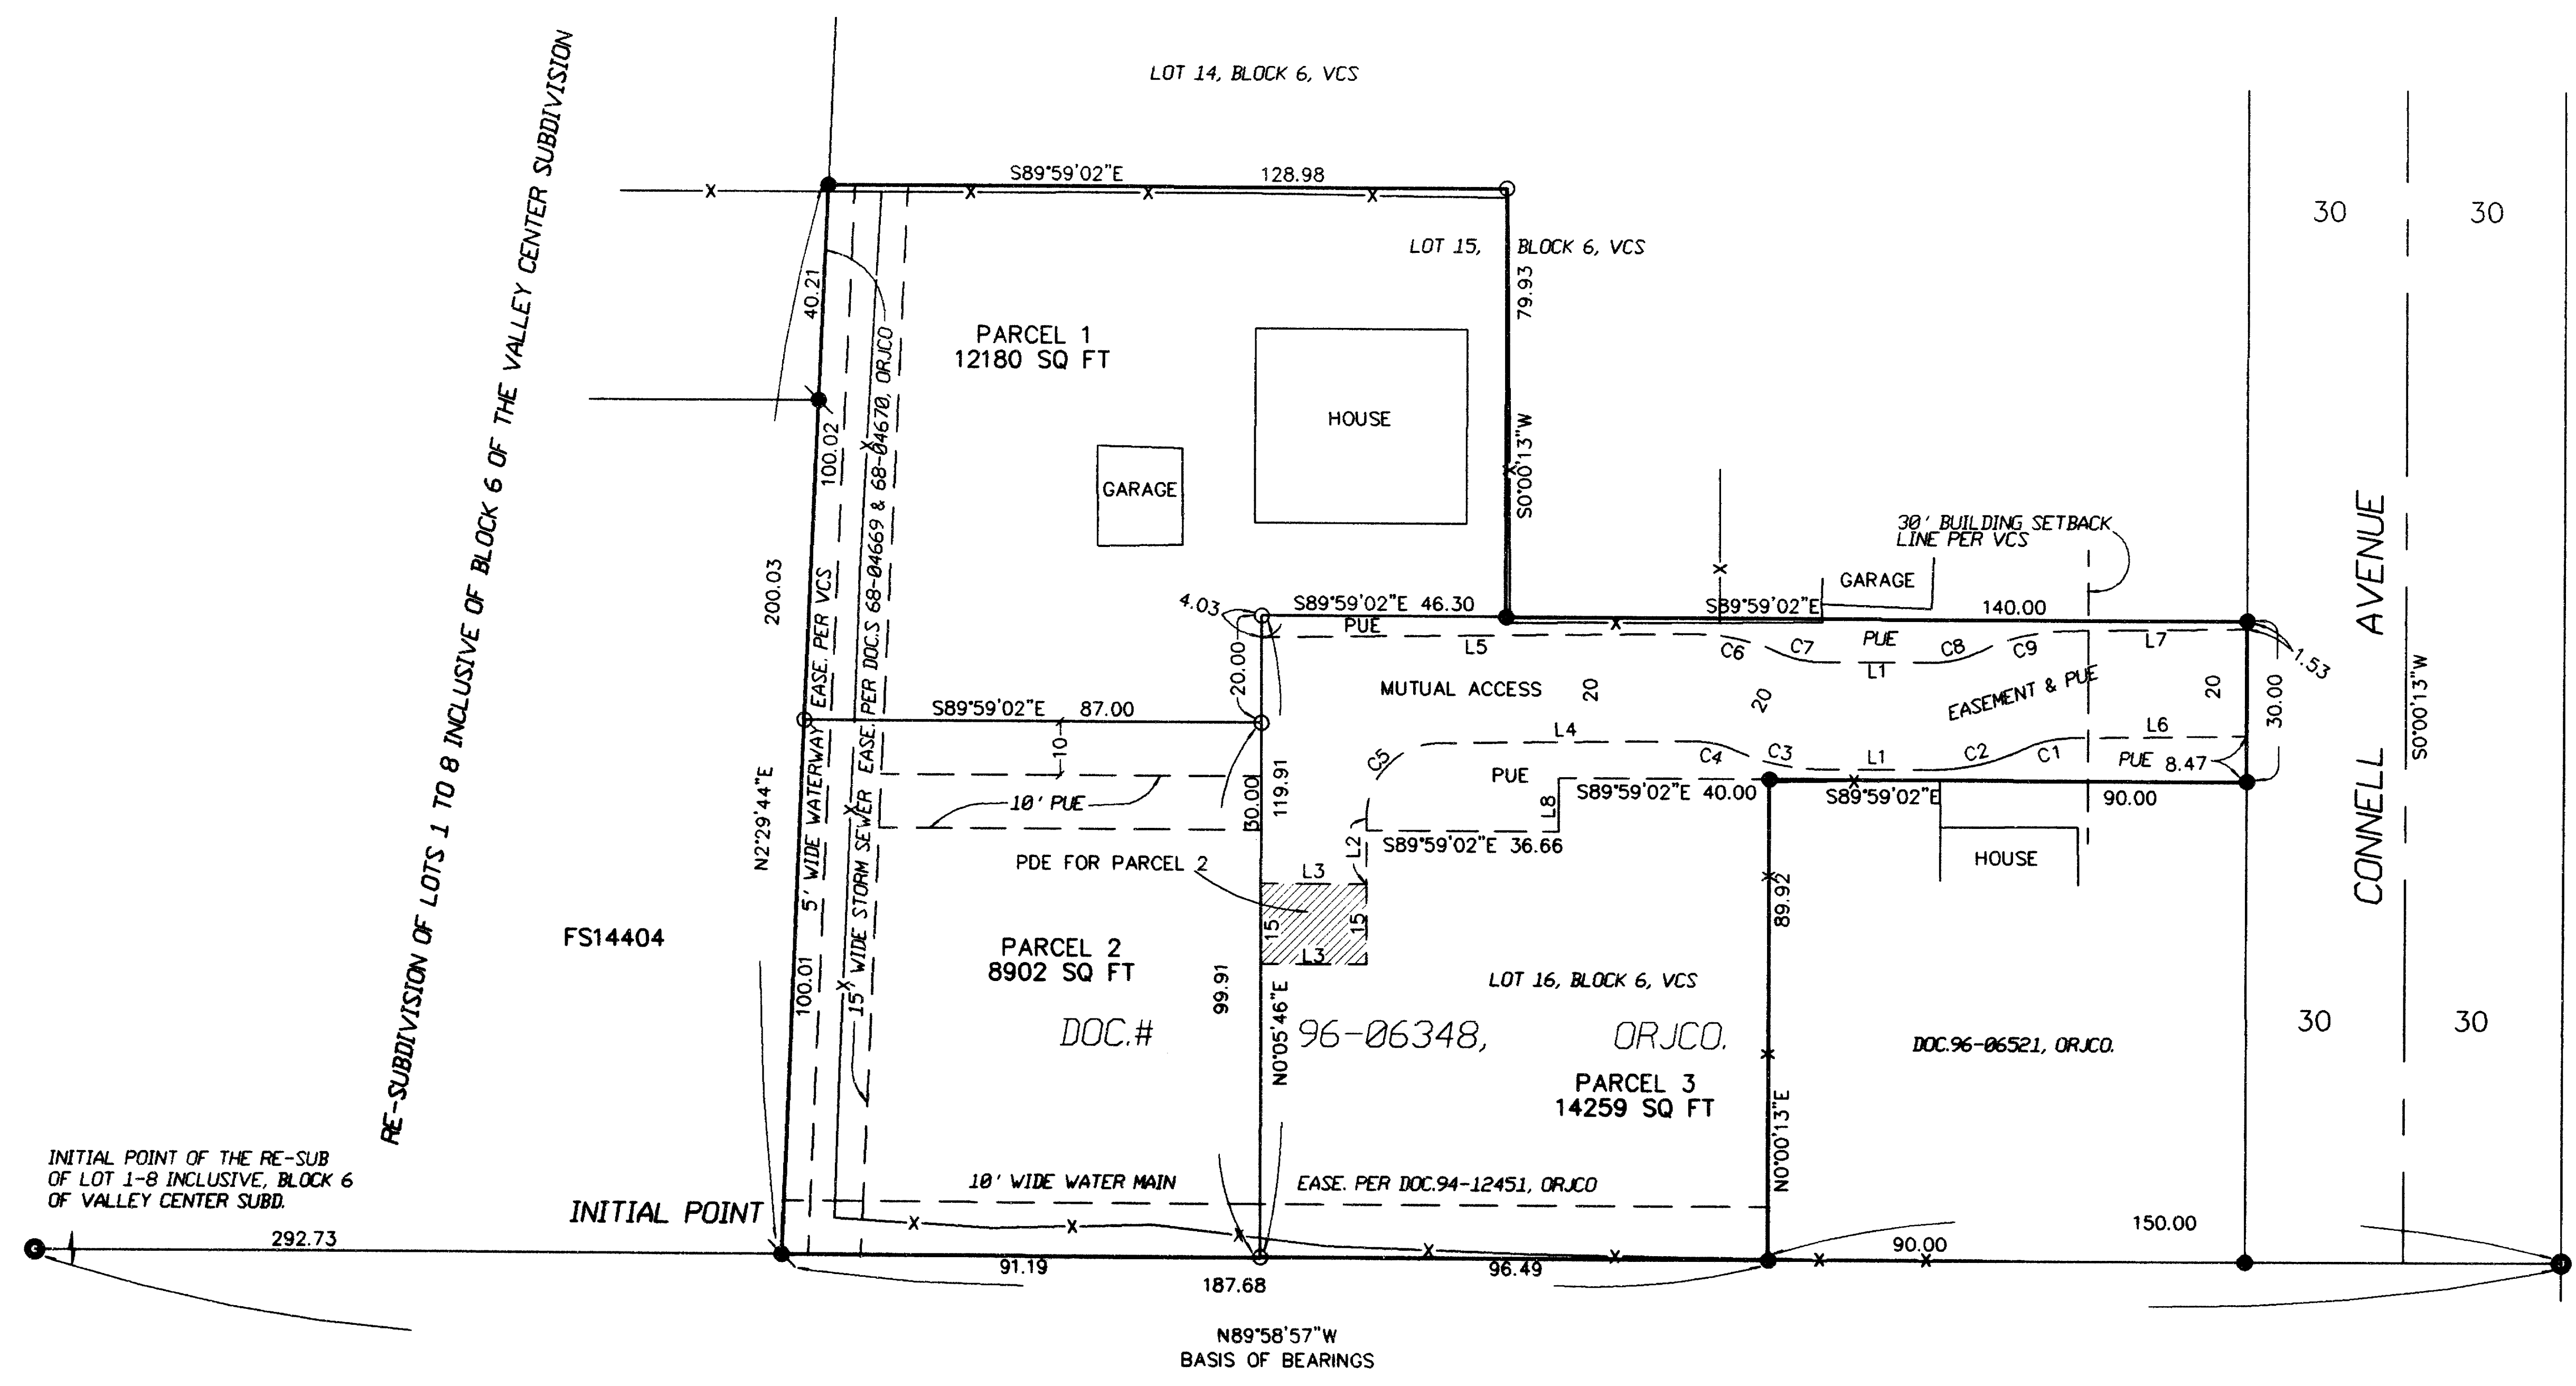 LOT 14, BLOCK 6, VCS
RE-SUBDIVISION OF LOTS 1 TO 8 INCLUSIVE OF BLOCK 6 OF THE VALLEY CENTER SUBDIVISION
S89°59'02"E 128.98
30 30
LOT 15, BLOCK 6, VCS
40.21
79.93
PARCEL 1
12180 SQ FT
HOUSE
GARAGE
100.02
S0°00'13"W
200.03
5' WIDE WATERWAY EASE. PER VCS
15' WIDE STORM SEWER EASE. PER DOC.S 68-04669 & 68-04670, ORJCO
30' BUILDING SETBACK
LINE PER VCS
GARAGE
CONNELL AVENUE
4.03
S89°59'02"E 46.30
S89°59'02"E 140.00
PUE
L5
C6
C7
PUE
L1
C8
C9
L7
1.53
20.00
MUTUAL ACCESS
20
20
EASEMENT & PUE
20
30.00
S0°00'13"W
S89°59'02"E 87.00
10
L4
C5
C4
C3
L1
C2
C1
L6
PUE
PUE 8.47
10' PUE
30.00
119.91
L8
S89°59'02"E 40.00
S89°59'02"E
90.00
N2°29'44"E
L2
S89°59'02"E 36.66
PDE FOR PARCEL 2
HOUSE
L3
15
15
L3
89.92
FS14404
PARCEL 2
8902 SQ FT
100.01
99.91
N0°05'46"E
LOT 16, BLOCK 6, VCS
DOC.# 96-06348, ORJCO.
DOC.96-06521, ORJCO.
30 30
PARCEL 3
14259 SQ FT
N0°00'13"E
INITIAL POINT OF THE RE-SUB
OF LOT 1-8 INCLUSIVE, BLOCK 6
OF VALLEY CENTER SUBD.
10' WIDE WATER MAIN EASE. PER DOC.94-12451, ORJCO
INITIAL POINT
292.73
150.00
90.00
91.19
96.49
187.68
N89°58'57"W
BASIS OF BEARINGS